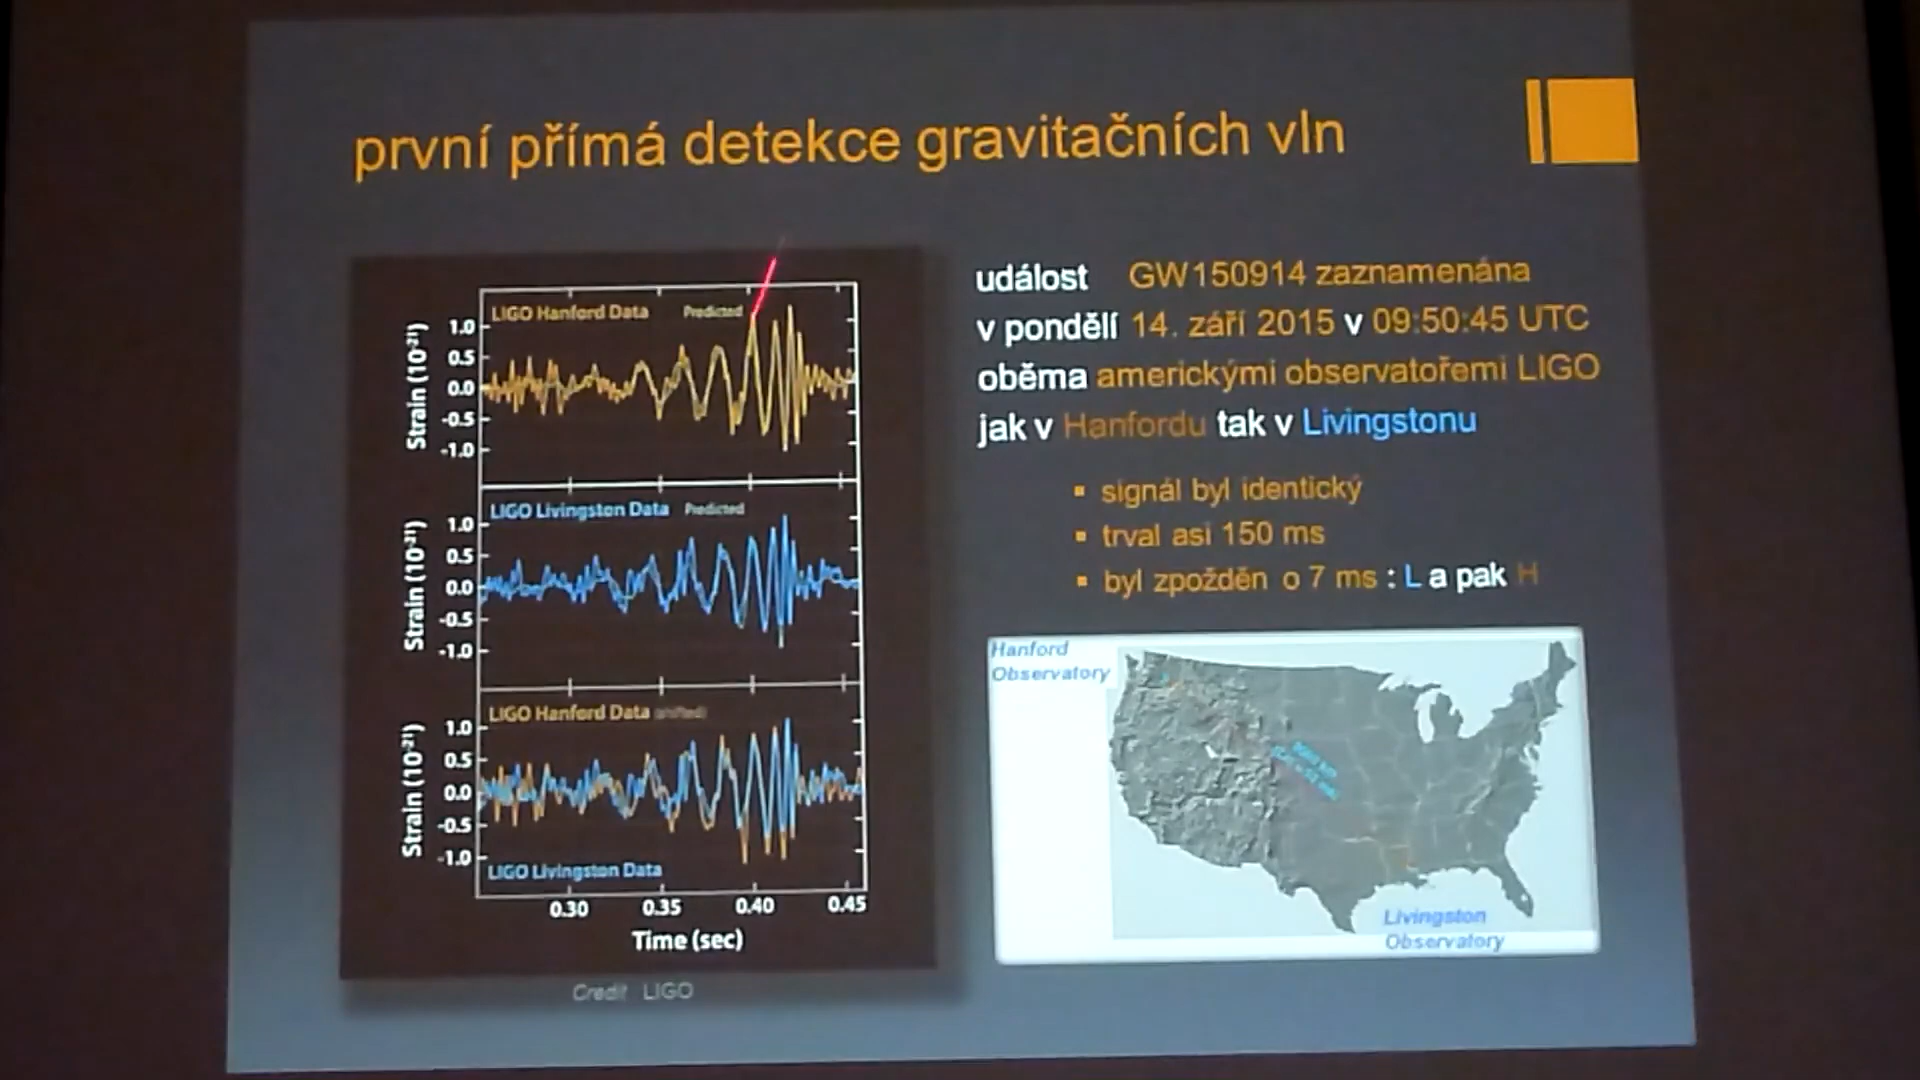 první přímá detekce gravitačních vln
událost GW150914 zaznamenána
v pondělí 14. září 2015 v 09:50:45 UTC
oběma americkými observatořemi LIGO
jak v Hanfordu tak v Livingstonu
▪ signál byl identický
▪ trval asi 150 ms
▪ byl zpožděn o 7 ms : L a pak H
LIGO Hanford Data Predicted
Strain (10⁻²¹)
1.0
0.5
0.0
-0.5
-1.0
LIGO Livingston Data Predicted
Strain (10⁻²¹)
1.0
0.5
0.0
-0.5
-1.0
LIGO Hanford Data (shifted)
Strain (10⁻²¹)
1.0
0.5
0.0
-0.5
-1.0
LIGO Livingston Data
0.30 0.35 0.40 0.45
Time (sec)
Credit LIGO
Hanford
Observatory
Livingston
Observatory